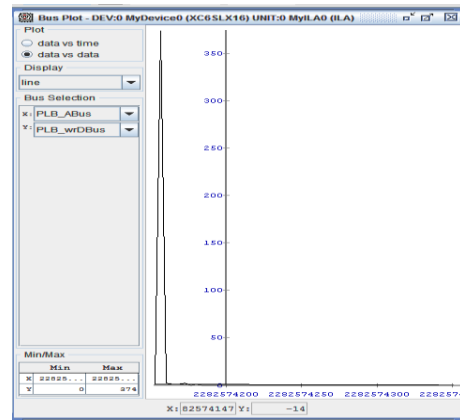 Bus Plot - DEV:0 MyDevice0 (XC6SLX16) UNIT:0 MyILA0 (ILA)
Plot
data vs time
data vs data
Display
line
Bus Selection
X: PLB_ABus
Y: PLB_wrDBus
Min/Max
Min Max
X 22825... 22825...
Y 0 374
350
300
250
200
150
100
50
0
2282574200 2282574250 2282574300 228257
X: 82574147 Y: -14